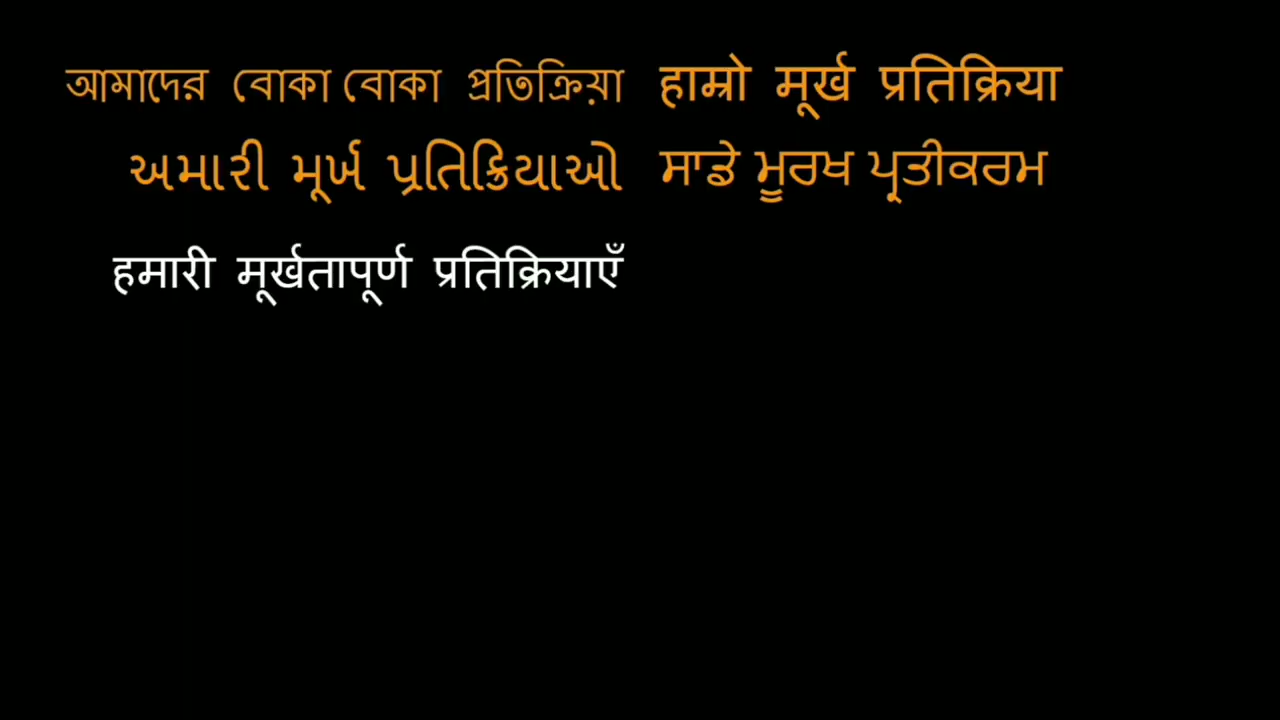 আমাদের বোকা বোকা প্রতিক্রিয়া हाम्रो मूर्ख प्रतिक्रिया
અમારી મૂર્ખ પ્રતિક્રિયાઓ ਸਾਡੇ ਮੂਰਖ ਪ੍ਰਤੀਕਰਮ
हमारी मूर्खतापूर्ण प्रतिक्रियाएँ